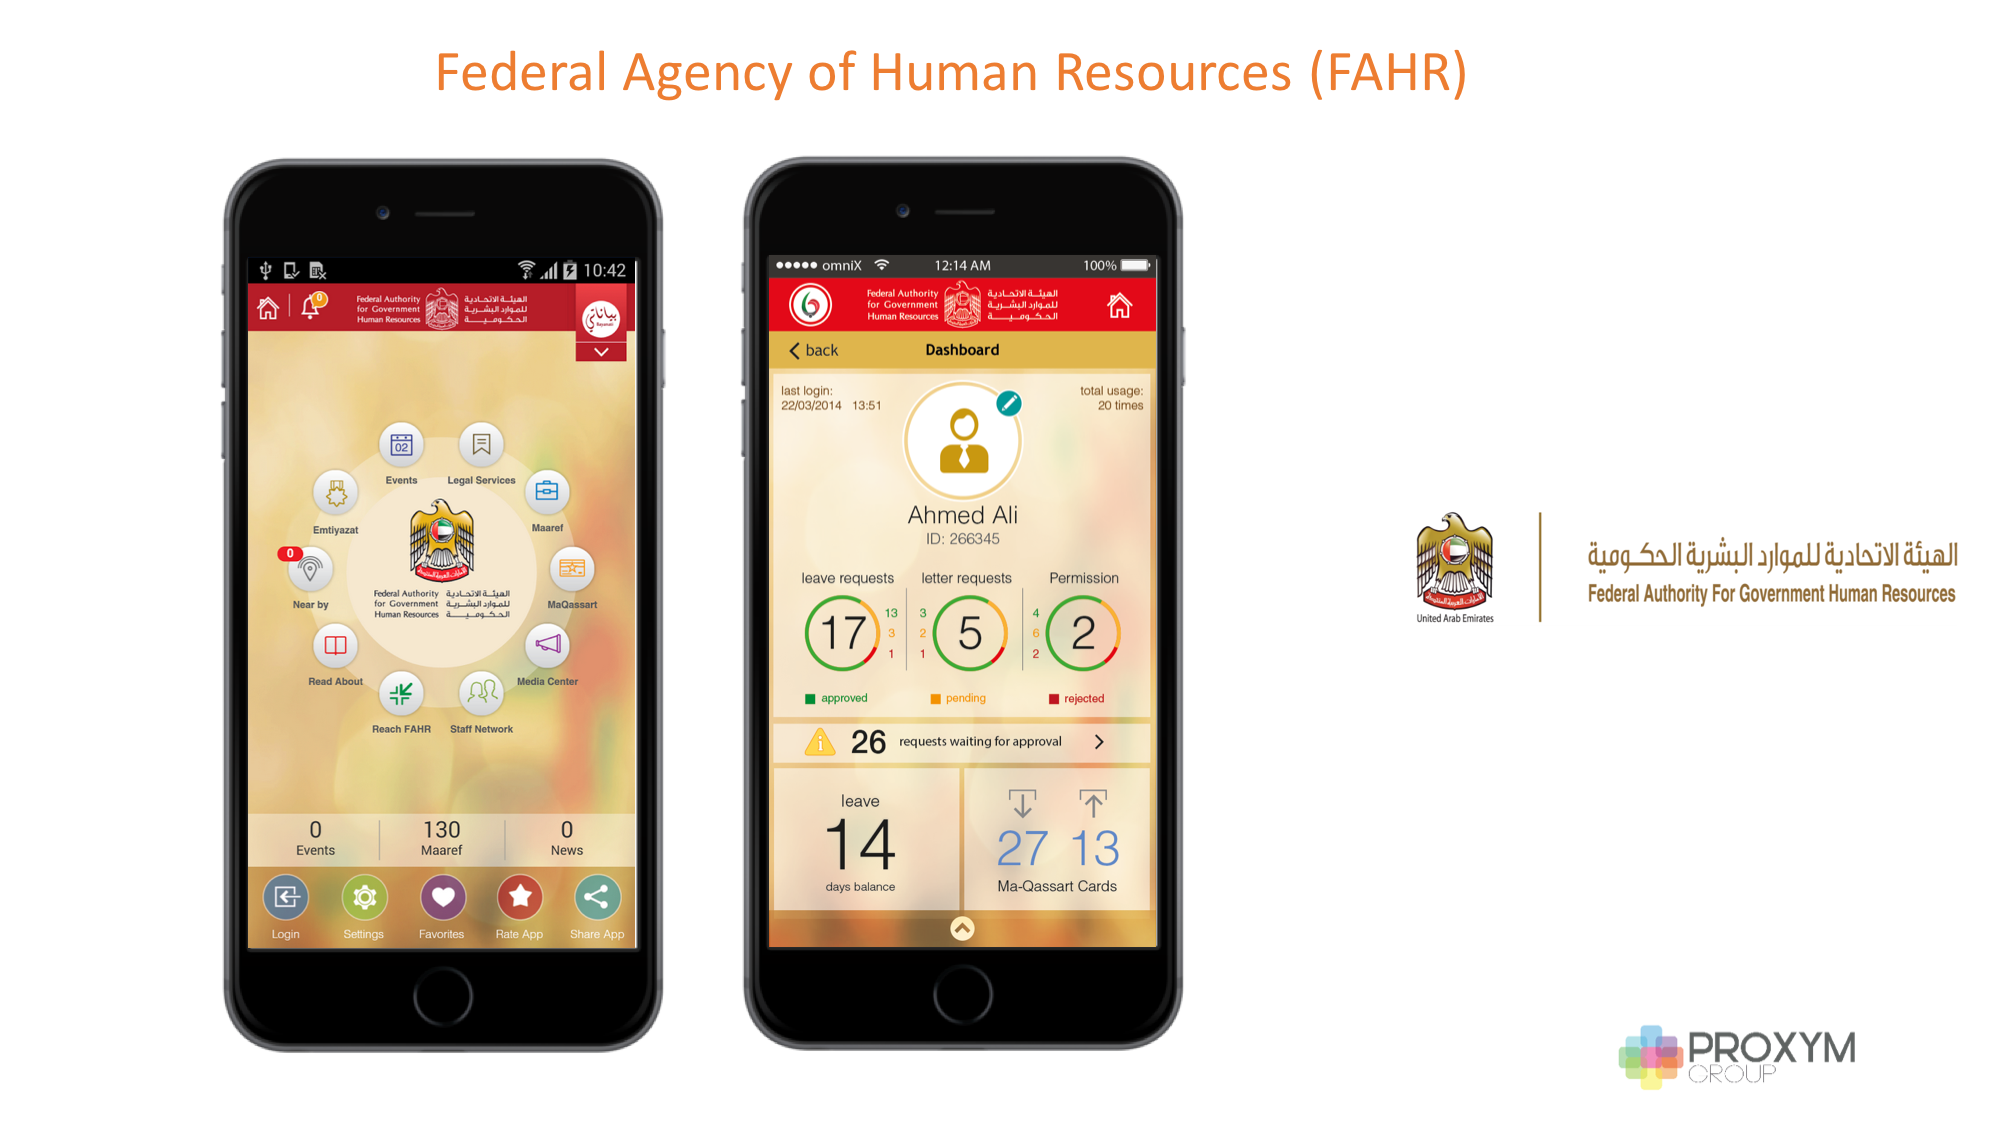 Federal Agency of Human Resources (FAHR)
10:42
0
Federal Authority
for Government
Human Resources
الهيئة الاتحادية
للموارد البشرية
الحكومية
بياناتي
Bayanati
02
Events
Legal Services
Emtiyazat
Maaref
0
Near by
MaQassart
Federal Authority
for Government
Human Resources
الهيئة الاتحادية
للموارد البشرية
الحكومية
Read About
Media Center
Reach FAHR
Staff Network
0
Events
130
Maaref
0
News
Login
Settings
Favorites
Rate App
Share App
omniX
12:14 AM
100%
Federal Authority
for Government
Human Resources
الهيئة الاتحادية
للموارد البشرية
الحكومية
back
Dashboard
last login:
22/03/2014 13:51
total usage:
20 times
Ahmed Ali
ID: 266345
leave requests
17
13
3
1
letter requests
3
2
1
5
Permission
4
6
2
2
approved
pending
rejected
26 requests waiting for approval
leave
14
days balance
27 13
Ma-Qassart Cards
United Arab Emirates
الهيئة الاتحادية للموارد البشرية الحكومية
Federal Authority For Government Human Resources
PROXYM
GROUP